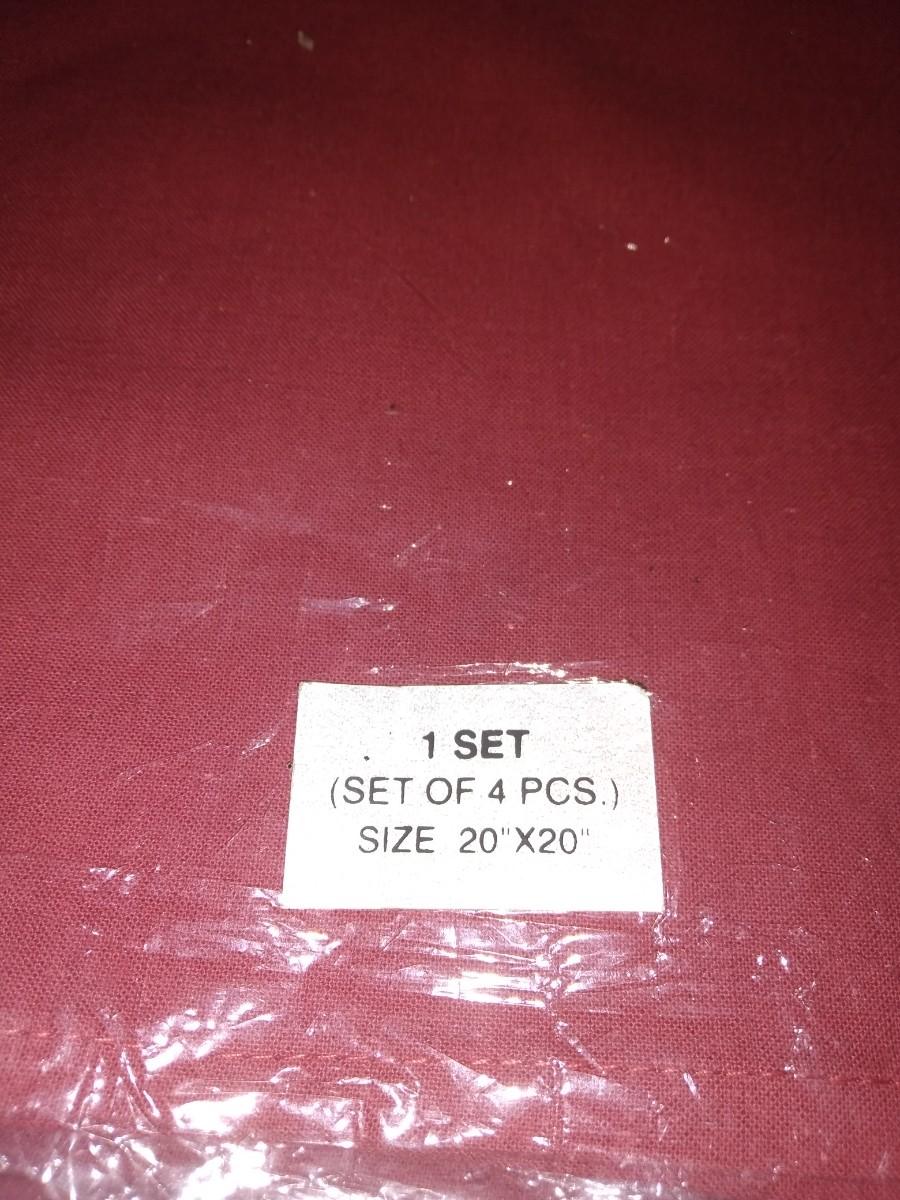 1 SET
(SET OF 4 PCS.)
SIZE 20"X20"